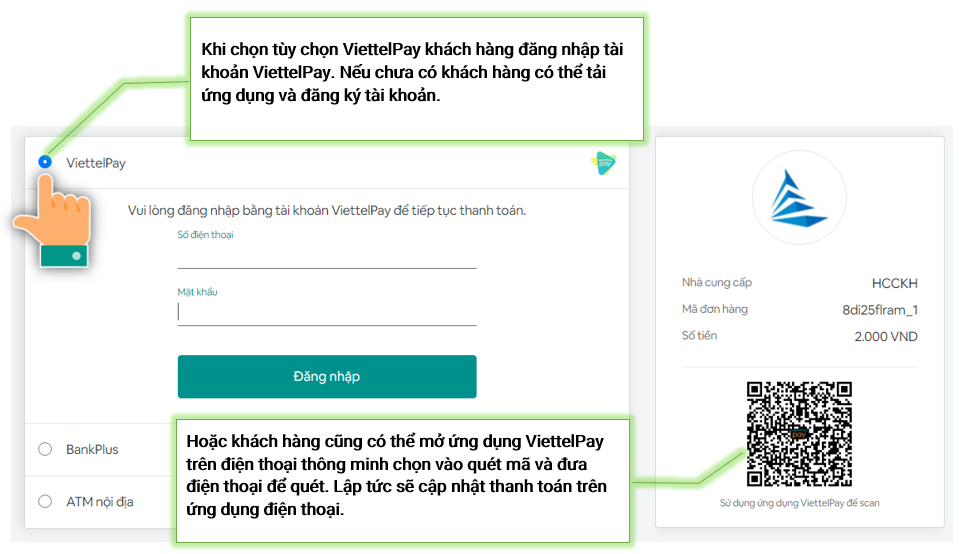 Khi chọn tùy chọn ViettelPay khách hàng đăng nhập tài
khoản ViettelPay. Nếu chưa có khách hàng có thể tải
ứng dụng và đăng ký tài khoản.
ViettelPay
pay
Vui lòng đăng nhập bằng tài khoản ViettelPay để tiếp tục thanh toán.
Số điện thoại
Mật khẩu
Đăng nhập
BankPlus
ATM nội địa
Hoặc khách hàng cũng có thể mở ứng dụng ViettelPay
trên điện thoại thông minh chọn vào quét mã và đưa
điện thoại để quét. Lập tức sẽ cập nhật thanh toán trên
ứng dụng điện thoại.
Nhà cung cấp HCCKH
Mã đơn hàng 8di25flram_1
Số tiền 2.000 VND
pay
Sử dụng ứng dụng ViettelPay để scan